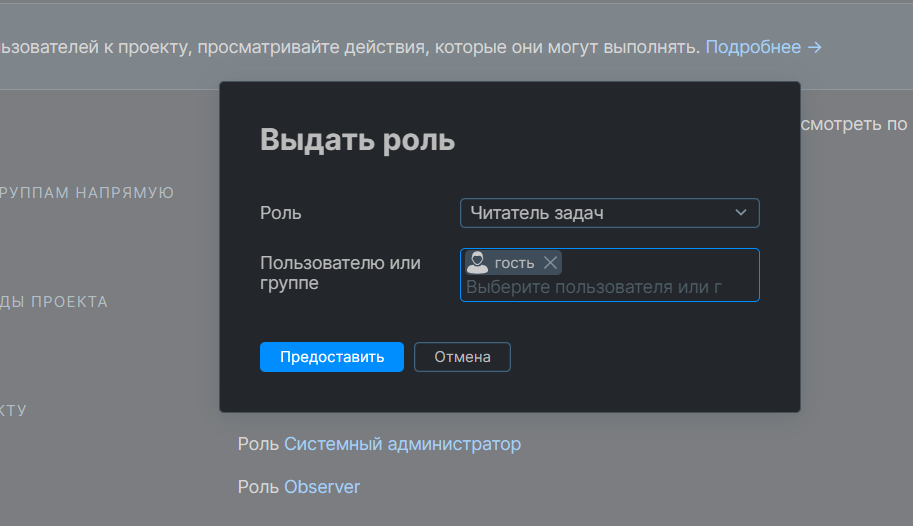 льзователей к проекту, просматривайте действия, которые они могут выполнять. Подробнее →
смотреть по
Выдать роль
РУППАМ НАПРЯМУЮ
Роль
Читатель задач
Пользователю или группе
гость
Выберите пользователя или г
ДЫ ПРОЕКТА
Предоставить
Отмена
КТУ
Роль Системный администратор
Роль Observer